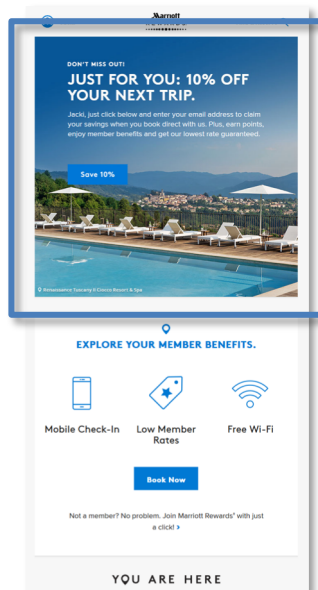 Marriott
DON'T MISS OUT!
JUST FOR YOU: 10% OFF
YOUR NEXT TRIP.
Jacki, just click below and enter your email address to claim
your savings when you book direct with us. Plus, earn points,
enjoy member benefits and get our lowest rate guaranteed.
Save 10%
Renaissance Tuscany Il Ciocco Resort & Spa
EXPLORE YOUR MEMBER BENEFITS.
Mobile Check-In
Low Member
Rates
Free Wi-Fi
Book Now
Not a member? No problem. Join Marriott Rewards® with just
a click! ›
YOU ARE HERE